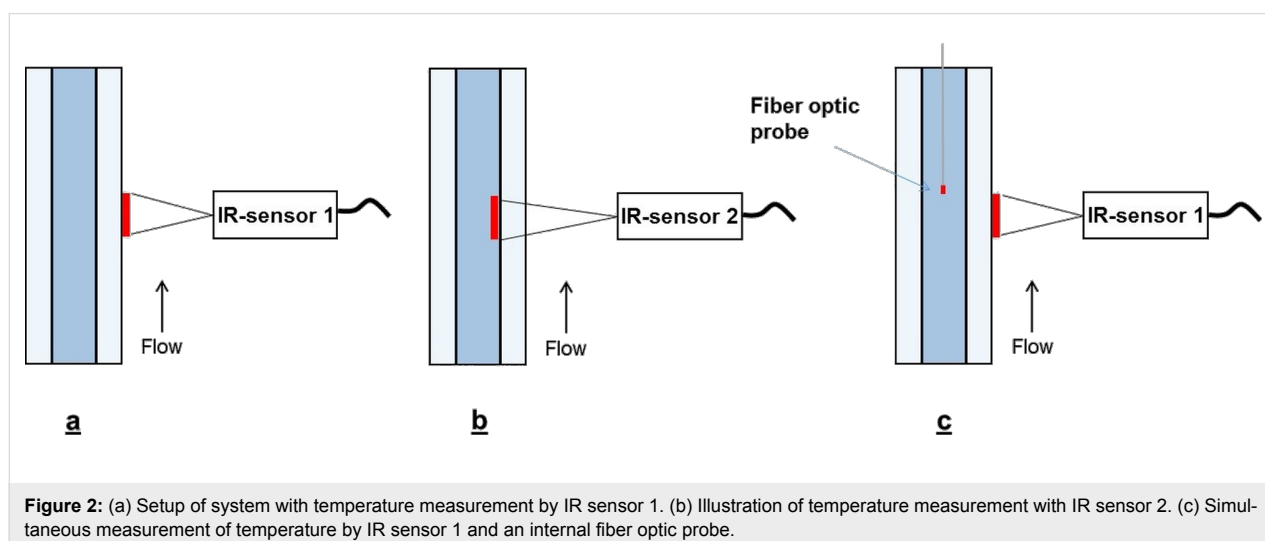 Fiber optic
probe
IR-sensor 1
IR-sensor 2
IR-sensor 1
Flow
Flow
Flow
a
b
c
Figure 2: (a) Setup of system with temperature measurement by IR sensor 1. (b) Illustration of temperature measurement with IR sensor 2. (c) Simul-
taneous measurement of temperature by IR sensor 1 and an internal fiber optic probe.